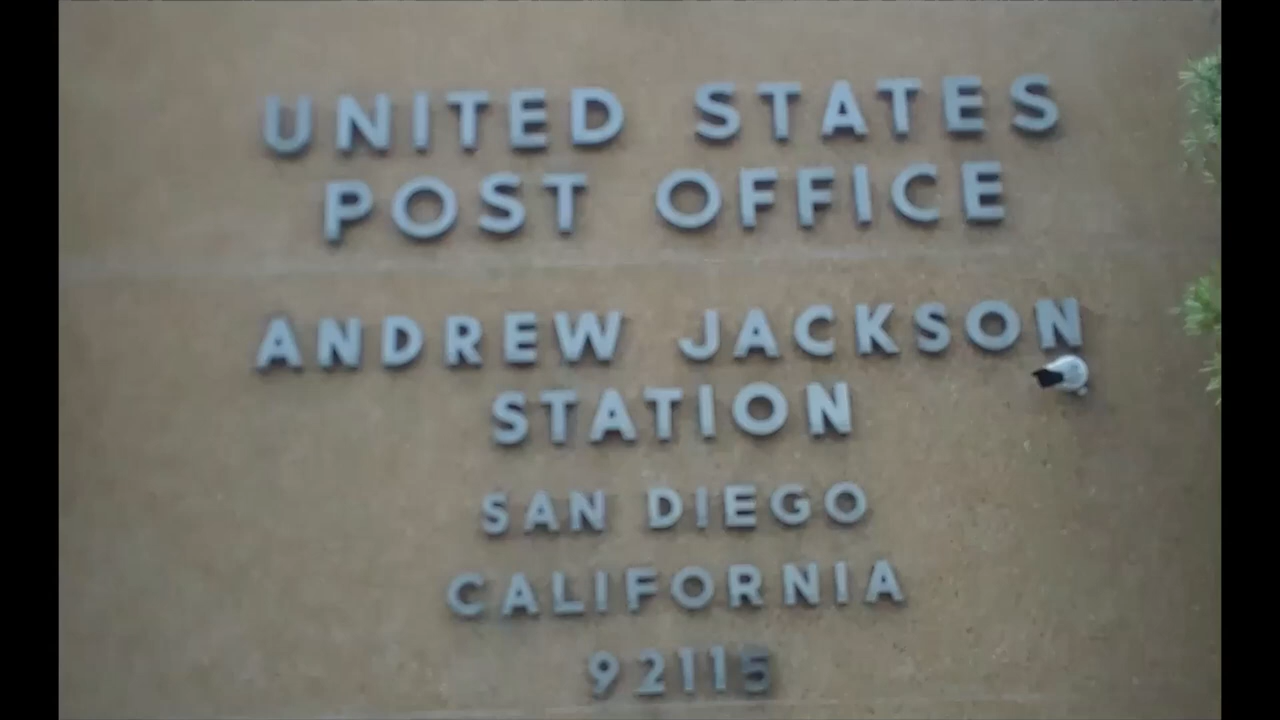 UNITED STATES
POST OFFICE
ANDREW JACKSON
STATION
SAN DIEGO
CALIFORNIA
92115